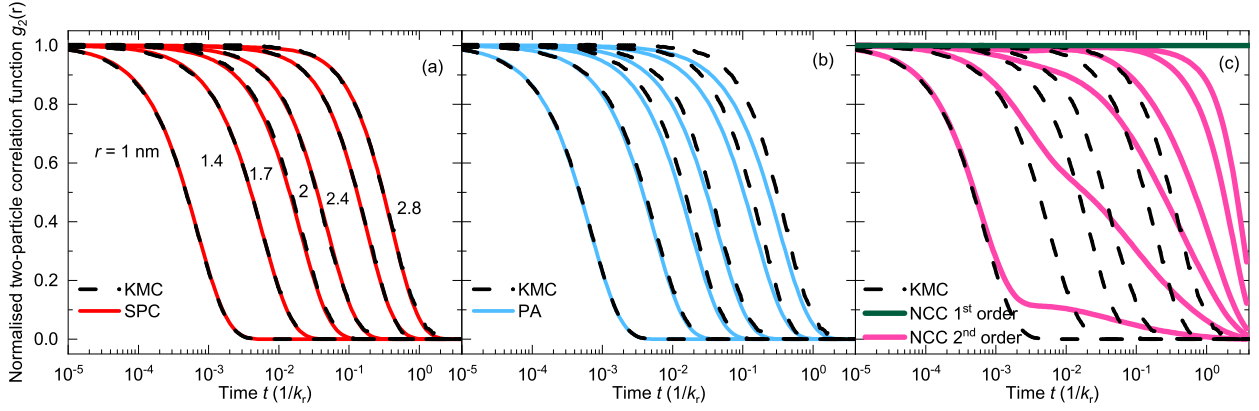 Normalised two-particle correlation function g₂(r)
1.0
0.8
0.6
0.4
0.2
0.0
(a)
r = 1 nm
1.4
1.7
2
2.4
2.8
KMC
SPC
10⁻⁵ 10⁻⁴ 10⁻³ 10⁻² 10⁻¹ 10⁰
Time t (1/kᵣ)
(b)
KMC
PA
10⁻⁵ 10⁻⁴ 10⁻³ 10⁻² 10⁻¹ 10⁰
Time t (1/kᵣ)
(c)
KMC
NCC 1ˢᵗ order
NCC 2ⁿᵈ order
10⁻⁵ 10⁻⁴ 10⁻³ 10⁻² 10⁻¹ 10⁰
Time t (1/kᵣ)